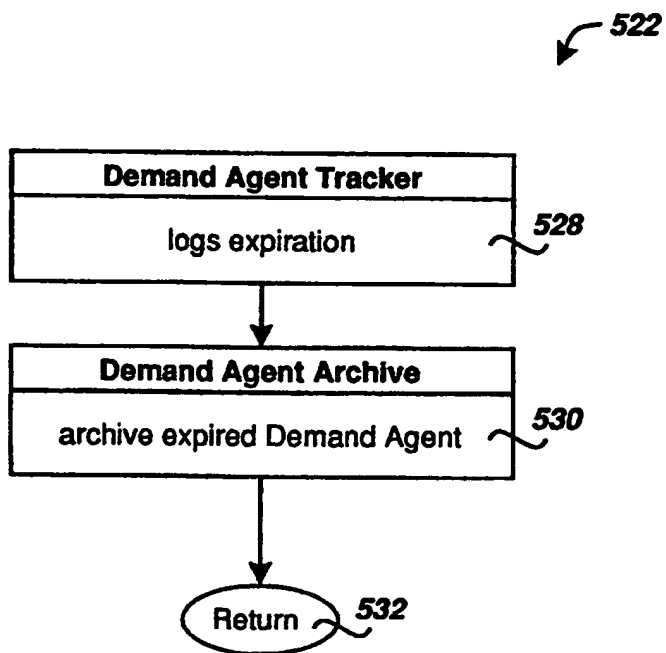 522
Demand Agent Tracker
logs expiration
528
Demand Agent Archive
archive expired Demand Agent
530
Return
532